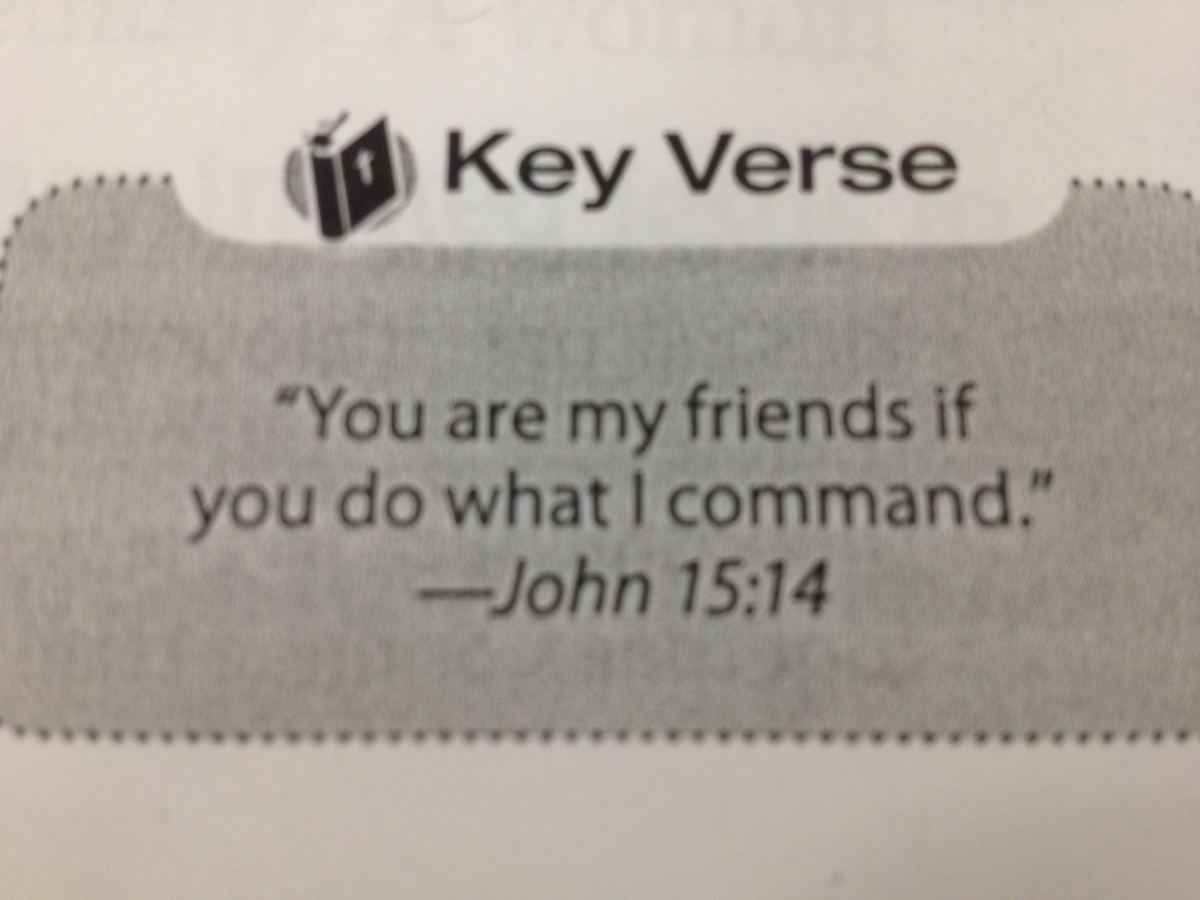 Key Verse
“You are my friends if
you do what I command.”
—John 15:14